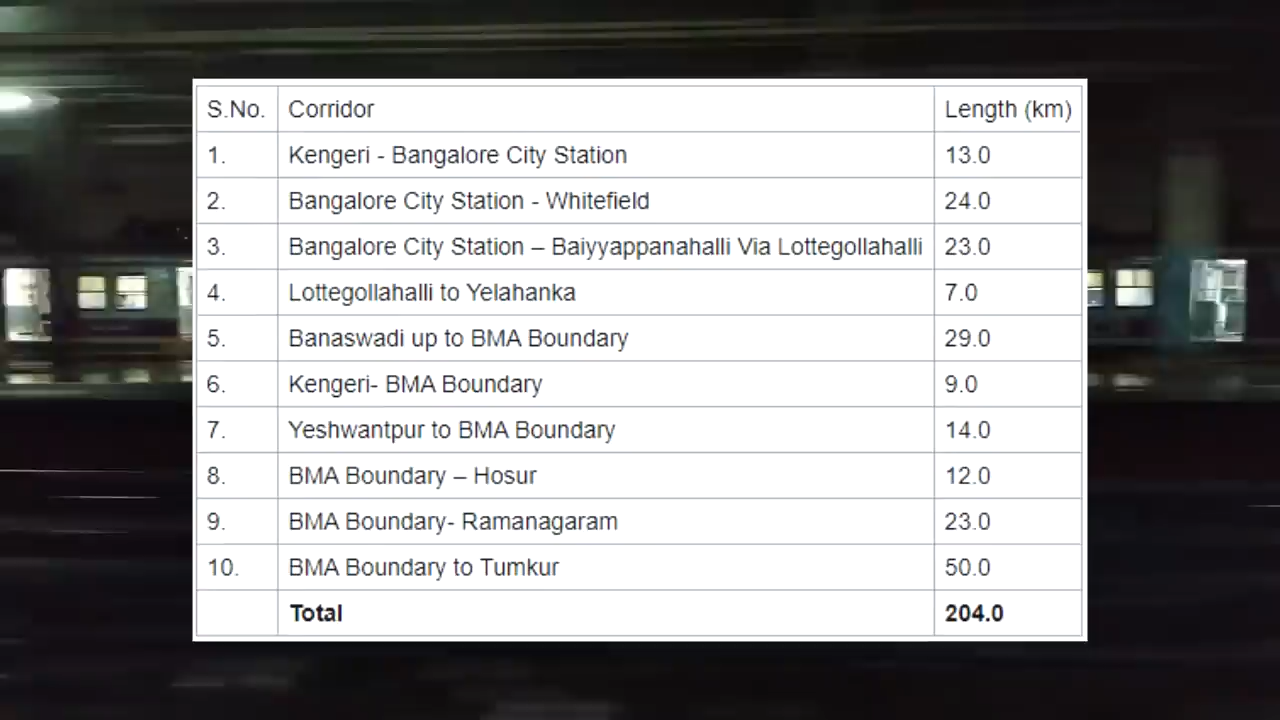 S.No. Corridor Length (km)
1. Kengeri - Bangalore City Station 13.0
2. Bangalore City Station - Whitefield 24.0
3. Bangalore City Station – Baiyyappanahalli Via Lottegollahalli 23.0
4. Lottegollahalli to Yelahanka 7.0
5. Banaswadi up to BMA Boundary 29.0
6. Kengeri- BMA Boundary 9.0
7. Yeshwantpur to BMA Boundary 14.0
8. BMA Boundary – Hosur 12.0
9. BMA Boundary- Ramanagaram 23.0
10. BMA Boundary to Tumkur 50.0
Total 204.0